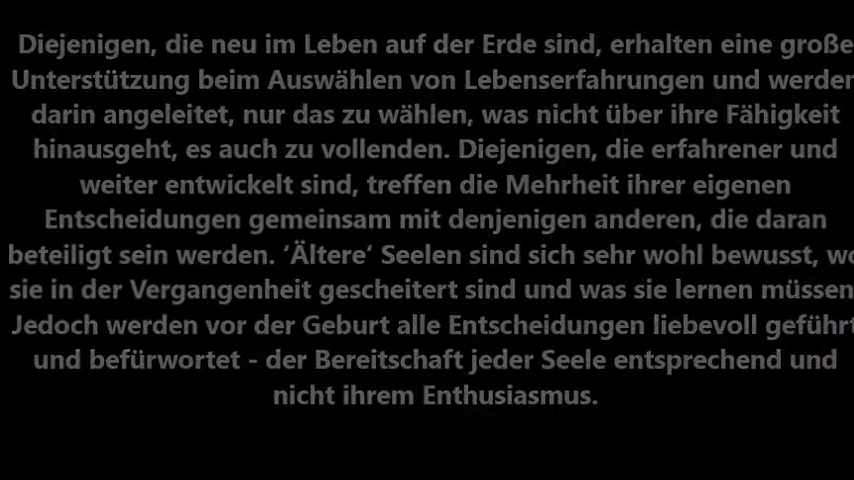 Diejenigen, die neu im Leben auf der Erde sind, erhalten eine große
Unterstützung beim Auswählen von Lebenserfahrungen und werden
darin angeleitet, nur das zu wählen, was nicht über ihre Fähigkeit
hinausgeht, es auch zu vollenden. Diejenigen, die erfahrener und
weiter entwickelt sind, treffen die Mehrheit ihrer eigenen
Entscheidungen gemeinsam mit denjenigen anderen, die daran
beteiligt sein werden. ‘Ältere‘ Seelen sind sich sehr wohl bewusst, wo
sie in der Vergangenheit gescheitert sind und was sie lernen müssen
Jedoch werden vor der Geburt alle Entscheidungen liebevoll geführt
und befürwortet - der Bereitschaft jeder Seele entsprechend und
nicht ihrem Enthusiasmus.